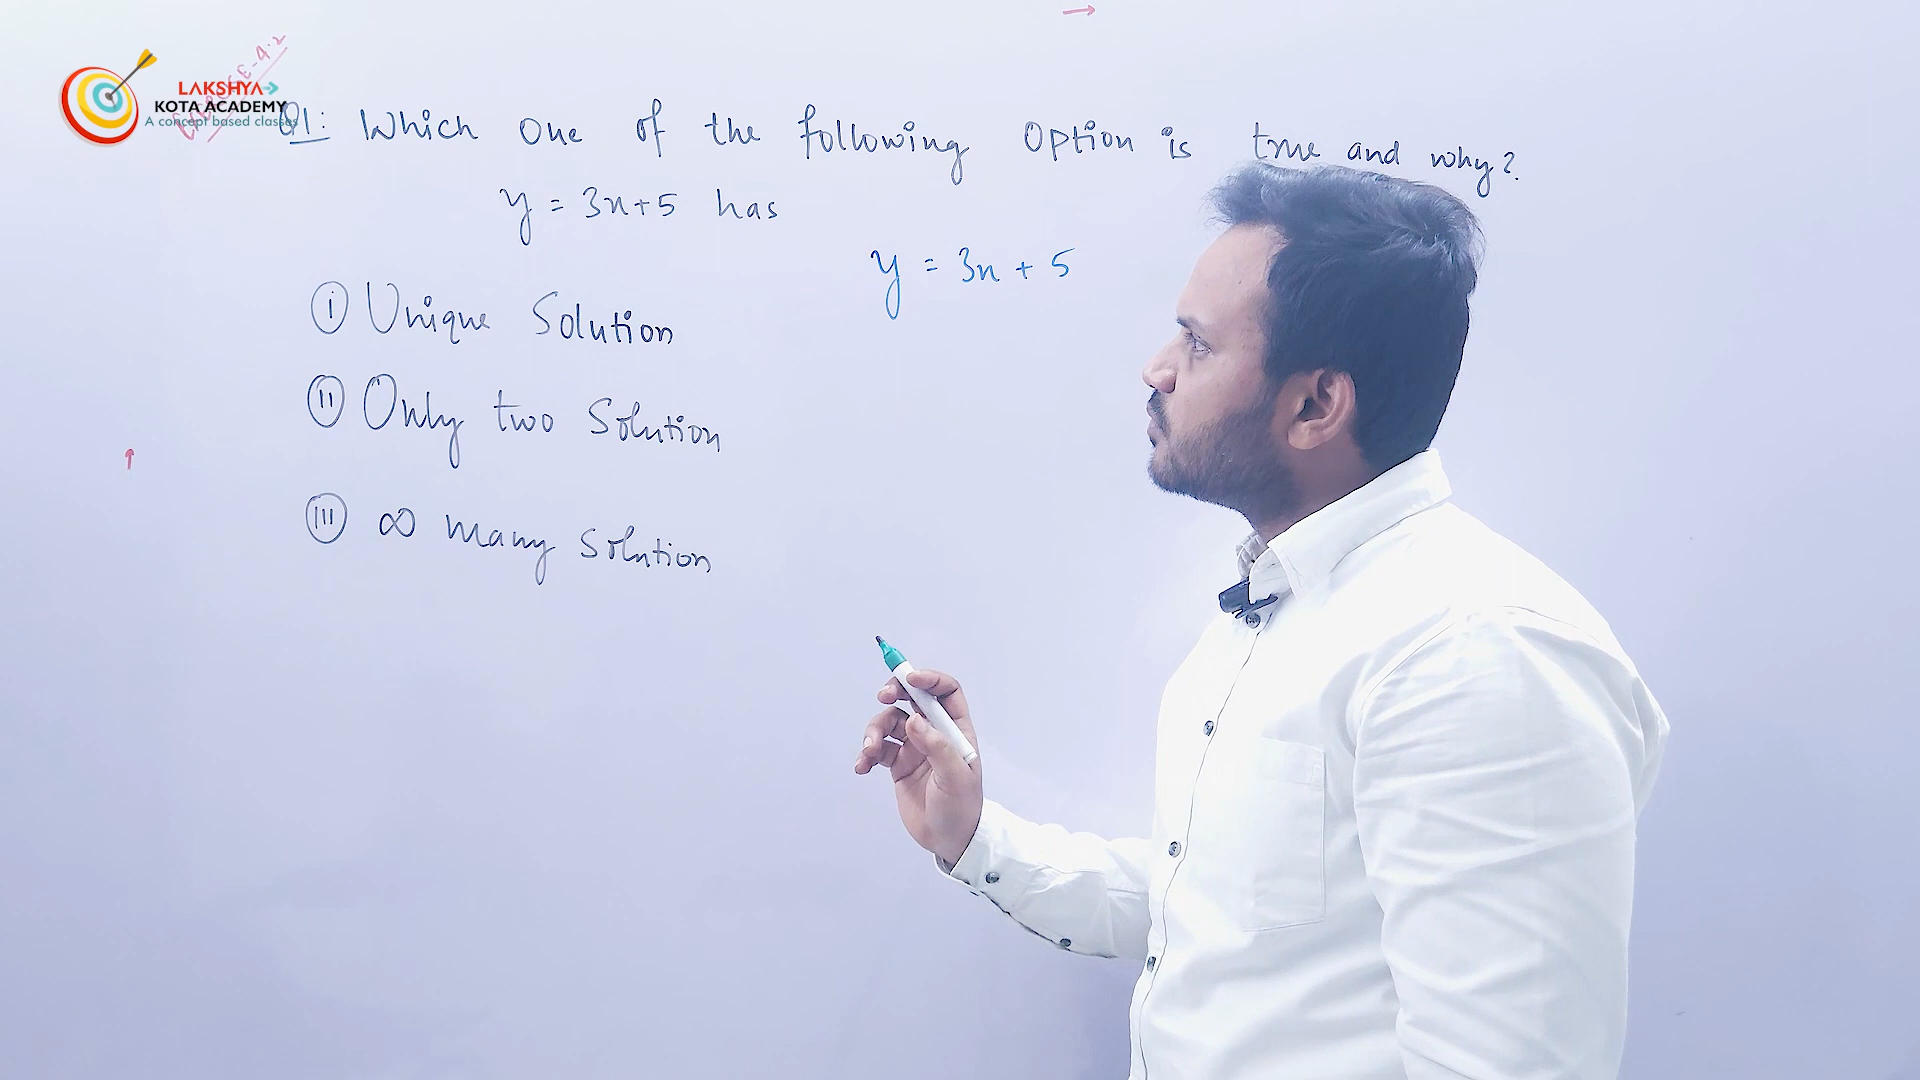 LAKSHYA
KOTA ACADEMY
A concept based classes
Q1: Which one of the following option is true and why?
y = 3x+5 has
y = 3x + 5
(i) Unique Solution
(ii) Only two Solution
(iii) ∞ many Solution